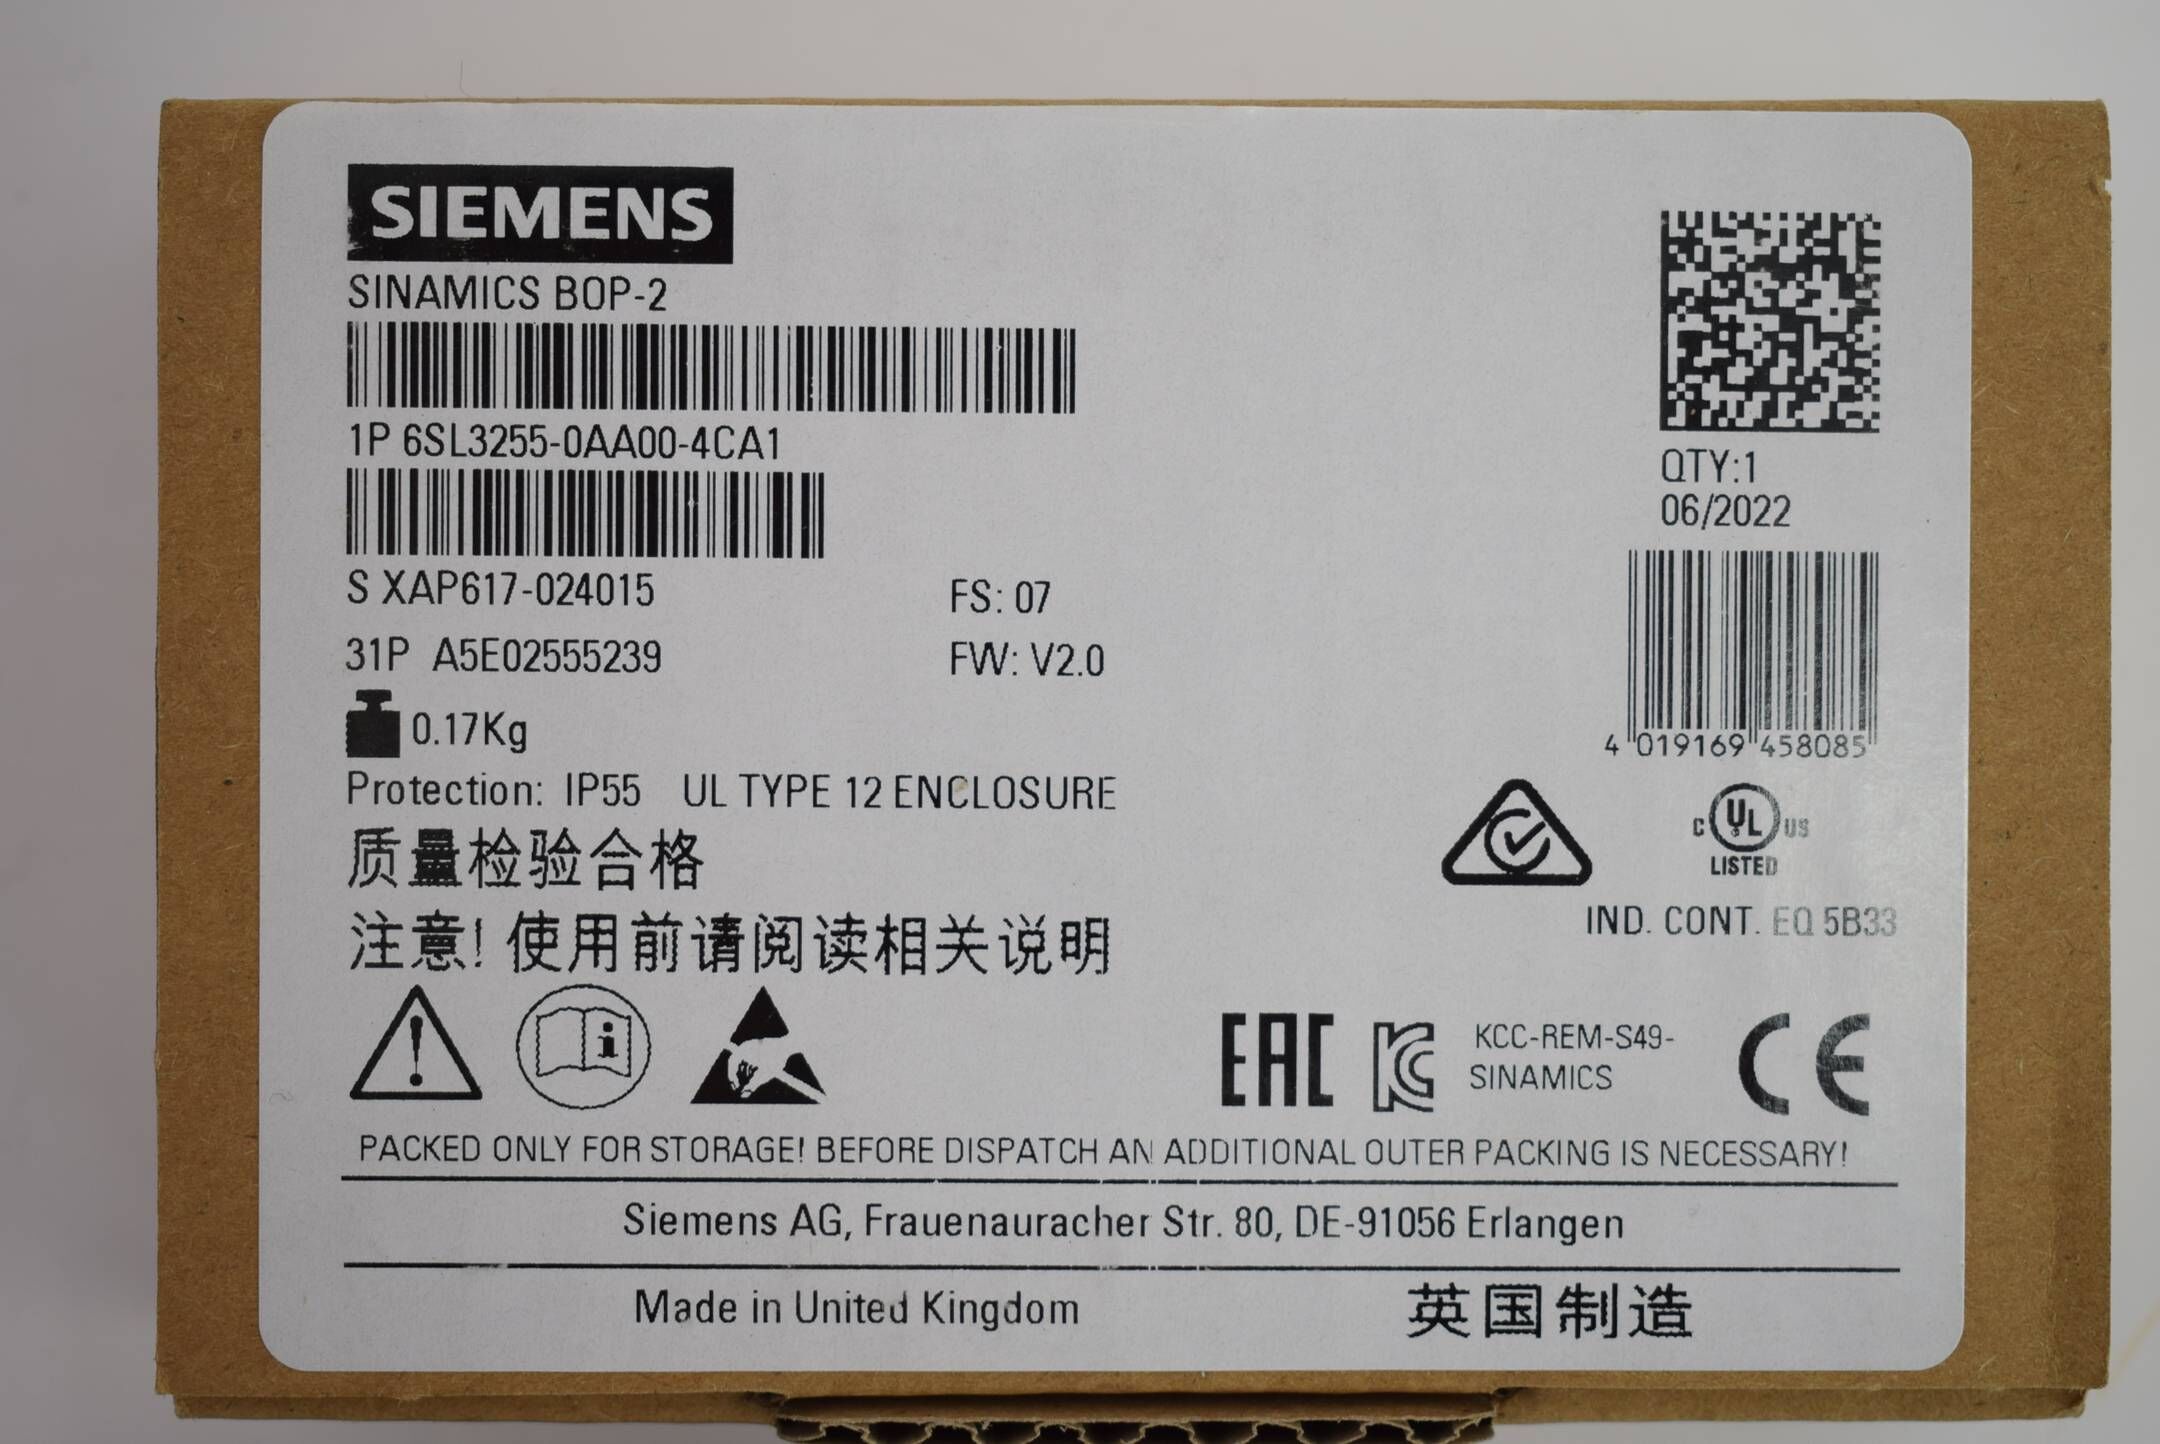 SIEMENS
SINAMICS BOP-2
1P 6SL3255-0AA00-4CA1
QTY:1
06/2022
S XAP617-024015
FS: 07
31P A5E02555239
FW: V2.0
4 019169 458085
0.17Kg
Protection: IP55 UL TYPE 12 ENCLOSURE
C UL US
LISTED
质量检验合格
IND. CONT. EQ 5B33
注意! 使用前请阅读相关说明
EAC
KC
KCC-REM-S49-
SINAMICS
CE
PACKED ONLY FOR STORAGE! BEFORE DISPATCH AN ADDITIONAL OUTER PACKING IS NECESSARY!
Siemens AG, Frauenauracher Str. 80, DE-91056 Erlangen
Made in United Kingdom
英国制造